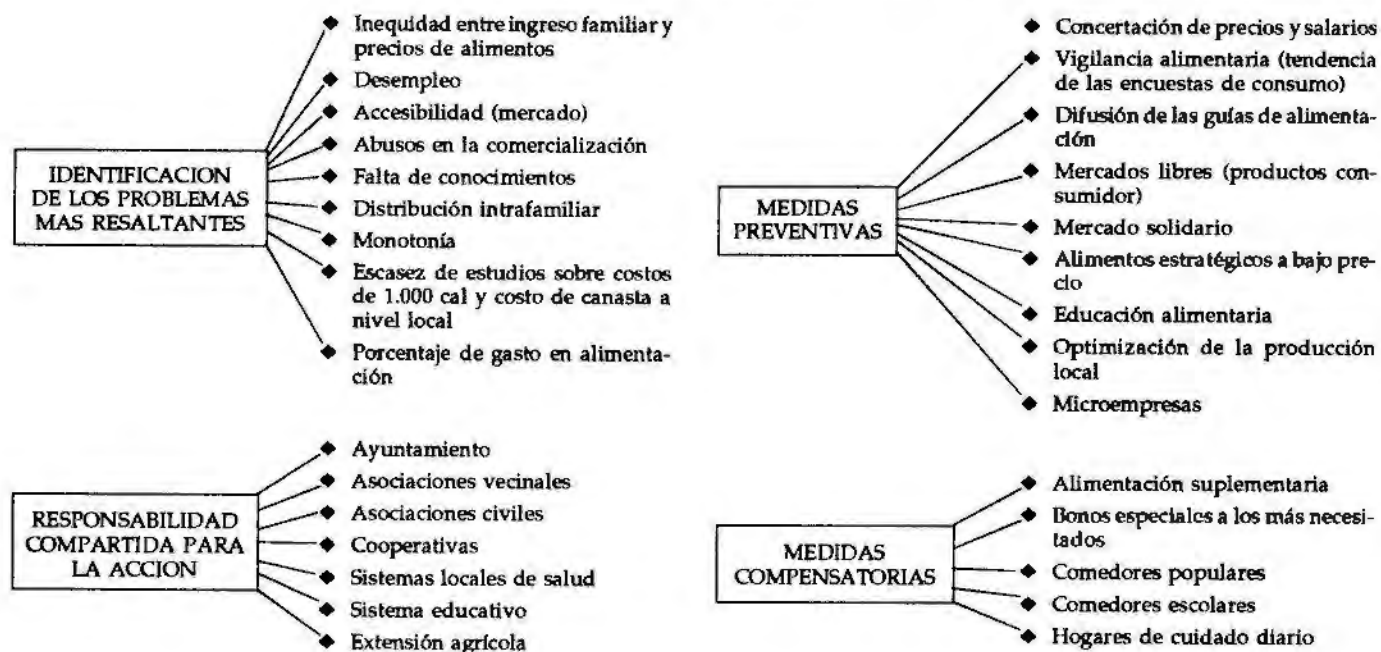 IDENTIFICACION
DE LOS PROBLEMAS
MAS RESALTANTES
◆ Inequidad entre ingreso familiar y
precios de alimentos
◆ Desempleo
◆ Accesibilidad (mercado)
◆ Abusos en la comercialización
◆ Falta de conocimientos
◆ Distribución intrafamiliar
◆ Monotonía
◆ Escasez de estudios sobre costos
de 1.000 cal y costo de canasta a
nivel local
◆ Porcentaje de gasto en alimenta-
ción
MEDIDAS
PREVENTIVAS
◆ Concertación de precios y salarios
◆ Vigilancia alimentaria (tendencia
de las encuestas de consumo)
◆ Difusión de las guías de alimenta-
ción
◆ Mercados libres (productos con-
sumidor)
◆ Mercado solidario
◆ Alimentos estratégicos a bajo pre-
cio
◆ Educación alimentaria
◆ Optimización de la producción
local
◆ Microempresas
RESPONSABILIDAD
COMPARTIDA PARA
LA ACCION
◆ Ayuntamiento
◆ Asociaciones vecinales
◆ Asociaciones civiles
◆ Cooperativas
◆ Sistemas locales de salud
◆ Sistema educativo
◆ Extensión agrícola
MEDIDAS
COMPENSATORIAS
◆ Alimentación suplementaria
◆ Bonos especiales a los más necesi-
tados
◆ Comedores populares
◆ Comedores escolares
◆ Hogares de cuidado diario